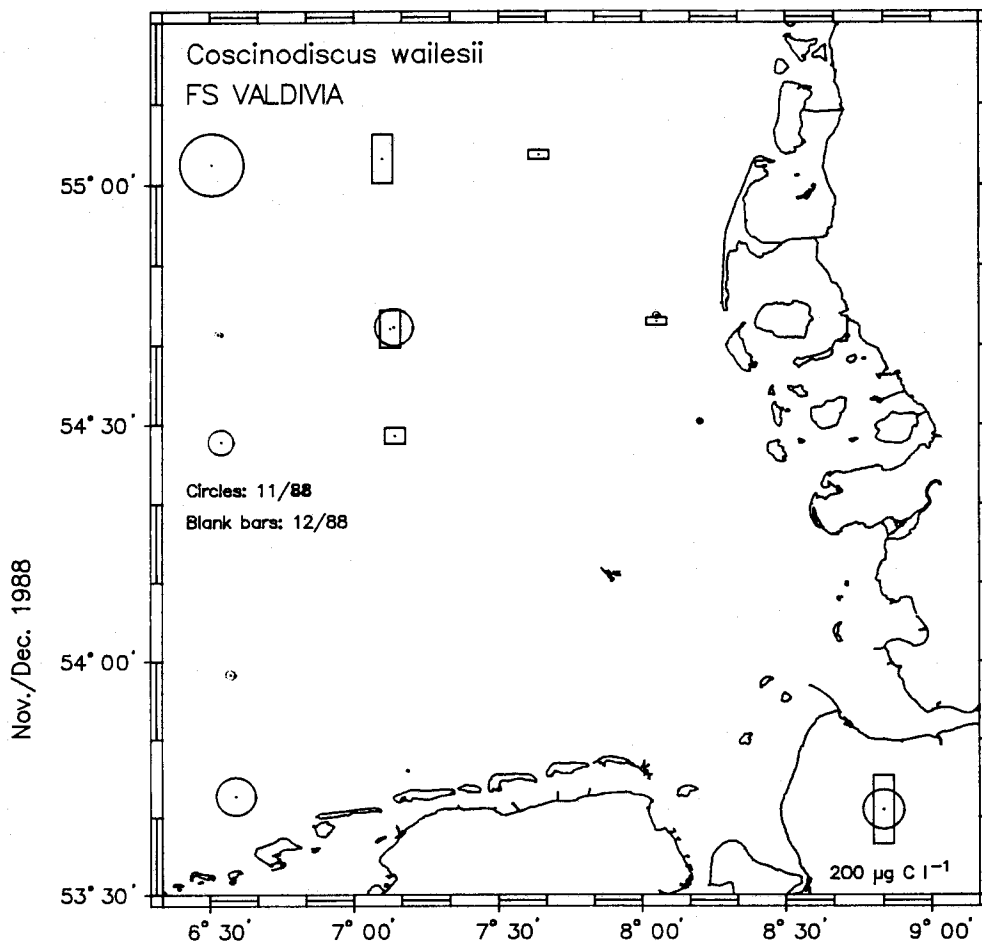 Coscinodiscus wailesii
FS VALDIVIA
55° 00'
54° 30'
Circles: 11/88
Blank bars: 12/88
Nov./Dec. 1988
54° 00'
200 µg C l⁻¹
53° 30'
6° 30' 7° 00' 7° 30' 8° 00' 8° 30' 9° 00'